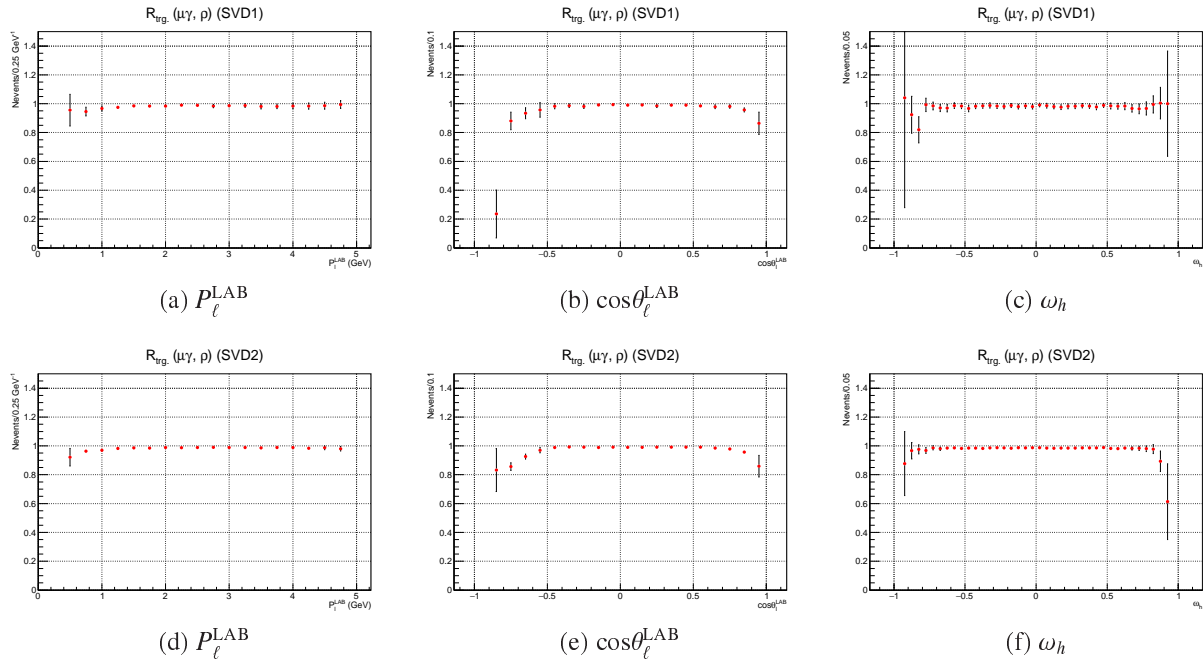 R_trg. (μγ, ρ) (SVD1)
Nevents/0.25 GeV⁻¹
1.4
1.2
1
0.8
0.6
0.4
0.2
0
0 1 2 3 4 5
P_l^LAB (GeV)
(a) P_ℓ^LAB
R_trg. (μγ, ρ) (SVD1)
Nevents/0.1
1.4
1.2
1
0.8
0.6
0.4
0.2
0
−1 −0.5 0 0.5 1
cosθ_l^LAB
(b) cosθ_ℓ^LAB
R_trg. (μγ, ρ) (SVD1)
Nevents/0.05
1.4
1.2
1
0.8
0.6
0.4
0.2
0
−1 −0.5 0 0.5 1
ω_h
(c) ω_h
R_trg. (μγ, ρ) (SVD2)
Nevents/0.25 GeV⁻¹
1.4
1.2
1
0.8
0.6
0.4
0.2
0
0 1 2 3 4 5
P_l^LAB (GeV)
(d) P_ℓ^LAB
R_trg. (μγ, ρ) (SVD2)
Nevents/0.1
1.4
1.2
1
0.8
0.6
0.4
0.2
0
−1 −0.5 0 0.5 1
cosθ_l^LAB
(e) cosθ_ℓ^LAB
R_trg. (μγ, ρ) (SVD2)
Nevents/0.05
1.4
1.2
1
0.8
0.6
0.4
0.2
0
−1 −0.5 0 0.5 1
ω_h
(f) ω_h